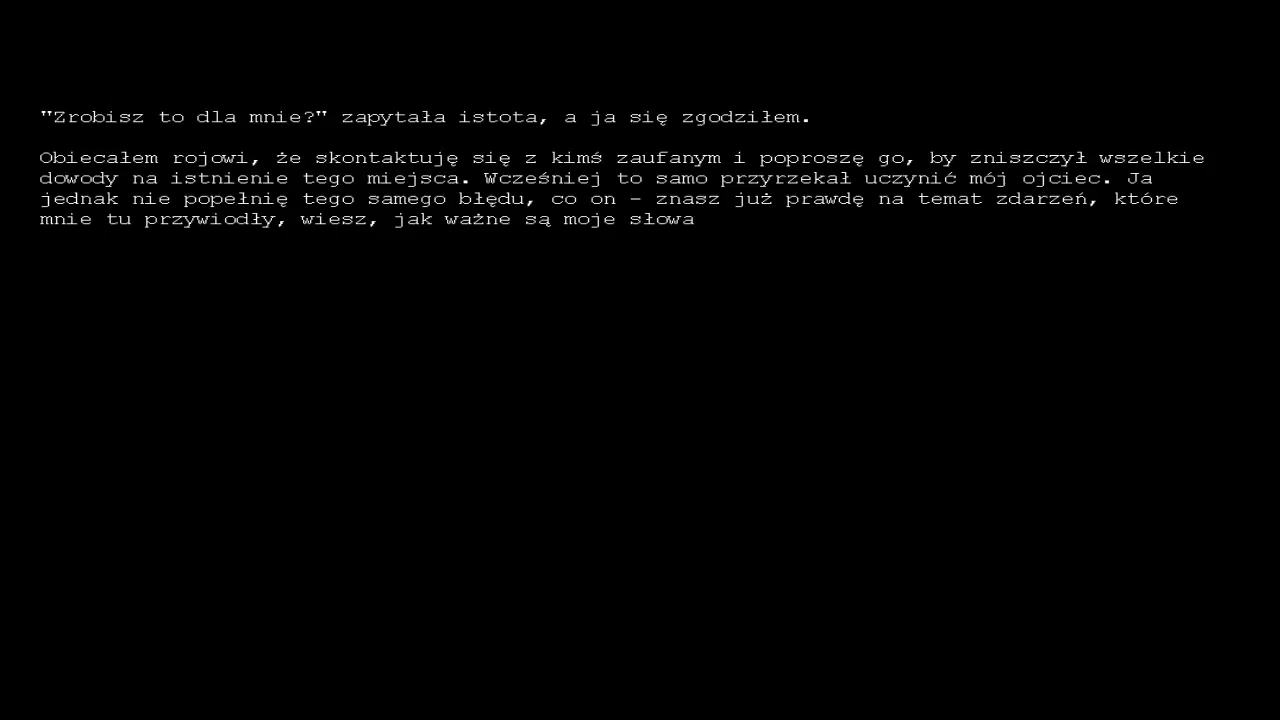 "Zrobisz to dla mnie?" zapytała istota, a ja się zgodziłem.
Obiecałem rojowi, że skontaktuję się z kimś zaufanym i poproszę go, by zniszczył wszelkie
dowody na istnienie tego miejsca. Wcześniej to samo przyrzekał uczynić mój ojciec. Ja
jednak nie popełnię tego samego błędu, co on - znasz już prawdę na temat zdarzeń, które
mnie tu przywiodły, wiesz, jak ważne są moje słowa